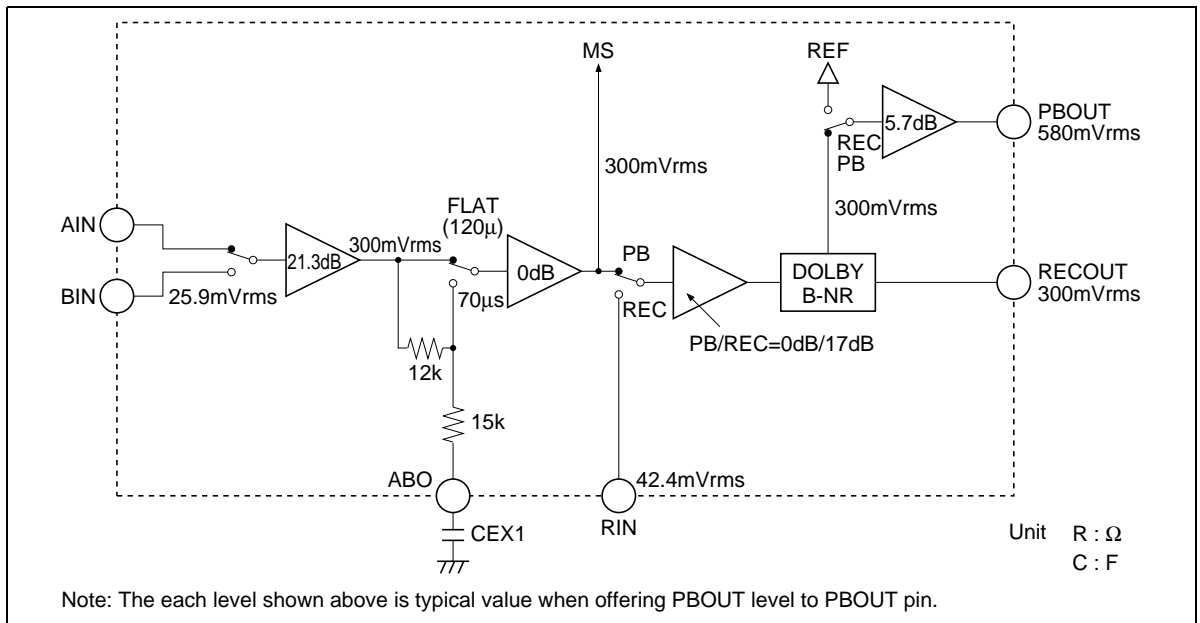 MS
REF
5.7dB
PBOUT
580mVrms
REC
PB
300mVrms
300mVrms
FLAT
(120µ)
AIN
300mVrms
PB
21.3dB
0dB
DOLBY
B-NR
RECOUT
300mVrms
BIN
25.9mVrms
70µs
REC
PB/REC=0dB/17dB
12k
15k
ABO
42.4mVrms
RIN
CEX1
Unit R : Ω
C : F
Note: The each level shown above is typical value when offering PBOUT level to PBOUT pin.